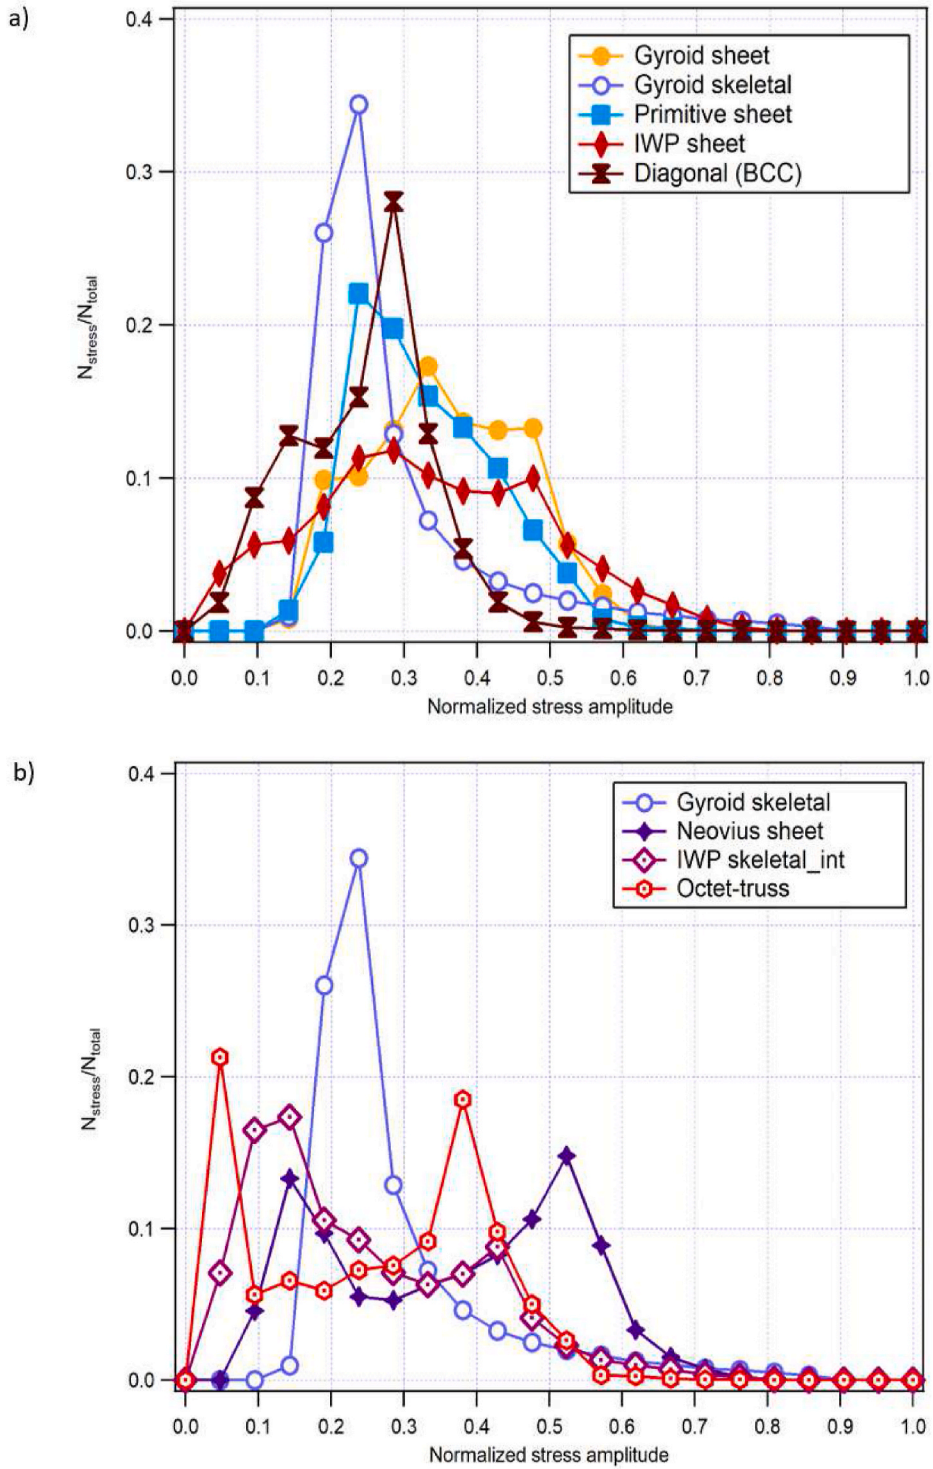 a)
0.4
0.3
0.2
0.1
0.0
N_stress/N_total
Gyroid sheet
Gyroid skeletal
Primitive sheet
IWP sheet
Diagonal (BCC)
0.0 0.1 0.2 0.3 0.4 0.5 0.6 0.7 0.8 0.9 1.0
Normalized stress amplitude
b)
0.4
0.3
0.2
0.1
0.0
N_stress/N_total
Gyroid skeletal
Neovius sheet
IWP skeletal_int
Octet-truss
0.0 0.1 0.2 0.3 0.4 0.5 0.6 0.7 0.8 0.9 1.0
Normalized stress amplitude